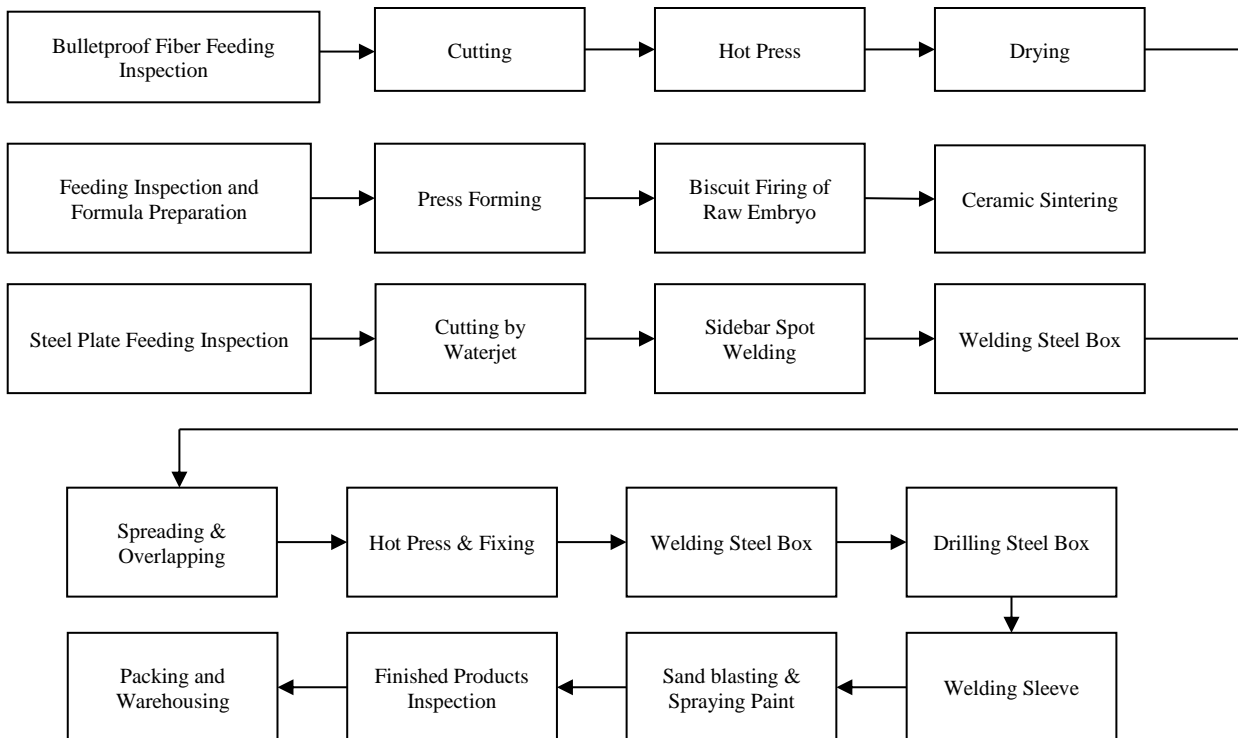 Bulletproof Fiber Feeding
Inspection
Cutting
Hot Press
Drying
Feeding Inspection and
Formula Preparation
Press Forming
Biscuit Firing of
Raw Embryo
Ceramic Sintering
Steel Plate Feeding Inspection
Cutting by
Waterjet
Sidebar Spot
Welding
Welding Steel Box
Spreading &
Overlapping
Hot Press & Fixing
Welding Steel Box
Drilling Steel Box
Packing and
Warehousing
Finished Products
Inspection
Sand blasting &
Spraying Paint
Welding Sleeve